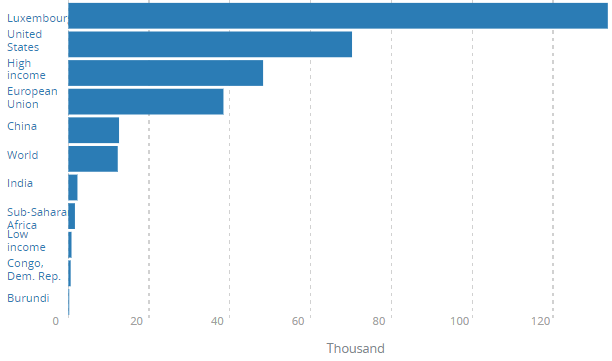 Luxembourg
United
States
High
income
European
Union
China
World
India
Sub-Sahara
Africa
Low
income
Congo,
Dem. Rep.
Burundi
0 20 40 60 80 100 120
Thousand